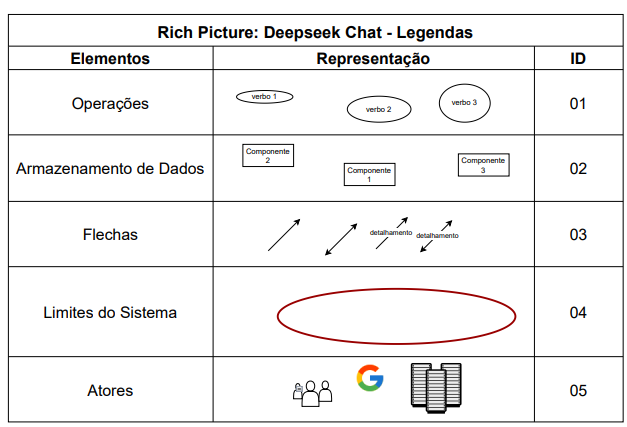 Rich Picture: Deepseek Chat - Legendas
Elementos Representação ID
Operações verbo 1 verbo 2 verbo 3 01
Armazenamento de Dados Componente 2 Componente 1 Componente 3 02
Flechas detalhamento detalhamento 03
Limites do Sistema 04
Atores 05